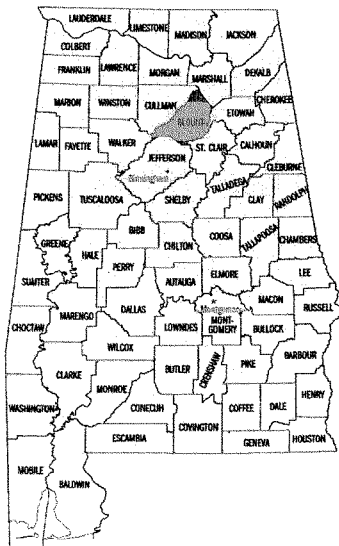 LAUDERDALE
LIMESTONE
MADISON
JACKSON
COLBERT
FRANKLIN
LAWRENCE
MORGAN
MARSHALL
DEKALB
MARION
WINSTON
CULLMAN
BLOUNT
ETOWAH
CHEROKEE
LAMAR
FAYETTE
WALKER
JEFFERSON
ST. CLAIR
CALHOUN
CLEBURNE
Birmingham
PICKENS
TUSCALOOSA
SHELBY
TALLADEGA
CLAY
RANDOLPH
GREENE
HALE
BIBB
CHILTON
COOSA
TALLAPOOSA
CHAMBERS
SUMTER
PERRY
AUTAUGA
ELMORE
LEE
MACON
RUSSELL
CHOCTAW
MARENGO
DALLAS
LOWNDES
Montgomery
MONT-
GOMERY
BULLOCK
WILCOX
BARBOUR
CLARKE
MONROE
BUTLER
CRENSHAW
PIKE
WASHINGTON
CONECUH
COVINGTON
COFFEE
DALE
HENRY
ESCAMBIA
GENEVA
HOUSTON
MOBILE
BALDWIN